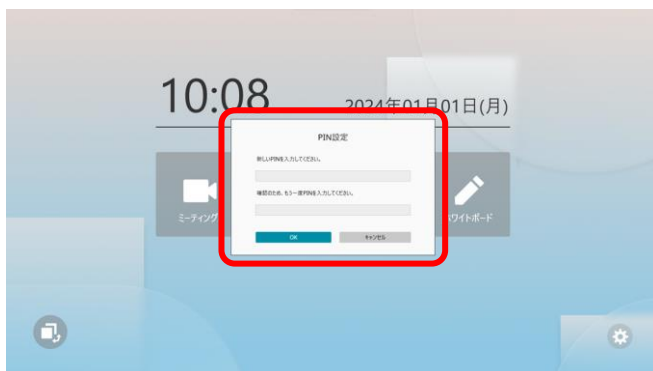 10:08
2024年01月01日(月)
PIN設定
新しいPINを入力してください。
確認のため、もう一度PINを入力してください。
OK
キャンセル
ミーティング
ホワイトボード